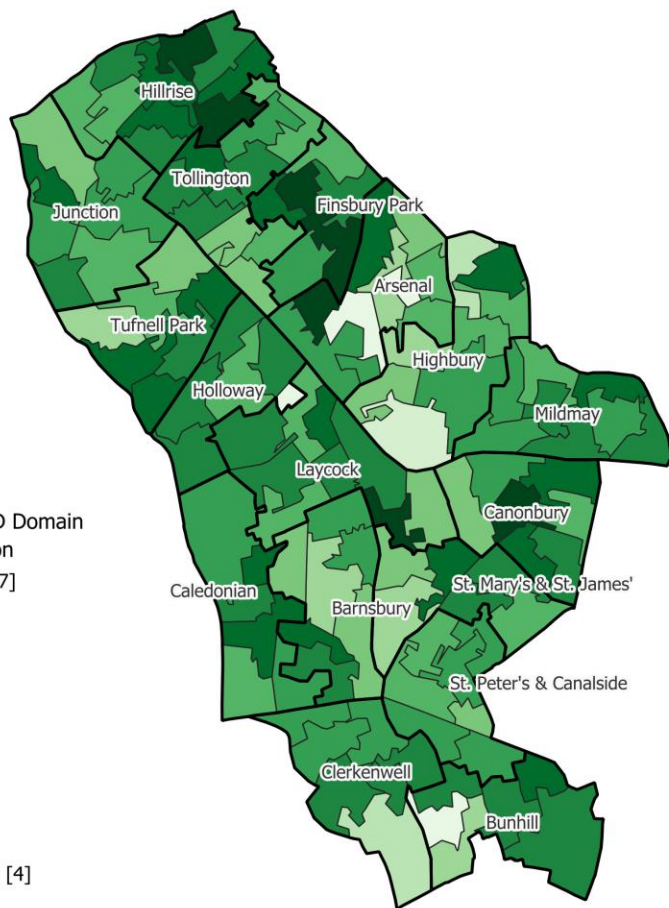 Hillrise
Tollington
Junction
Finsbury Park
Arsenal
Tufnell Park
Highbury
Holloway
Mildmay
Laycock
Canonbury
D Domain
on
7]
Caledonian
Barnsbury
St. Mary's & St. James'
St. Peter's & Canalside
Clerkenwell
Bunhill
[4]